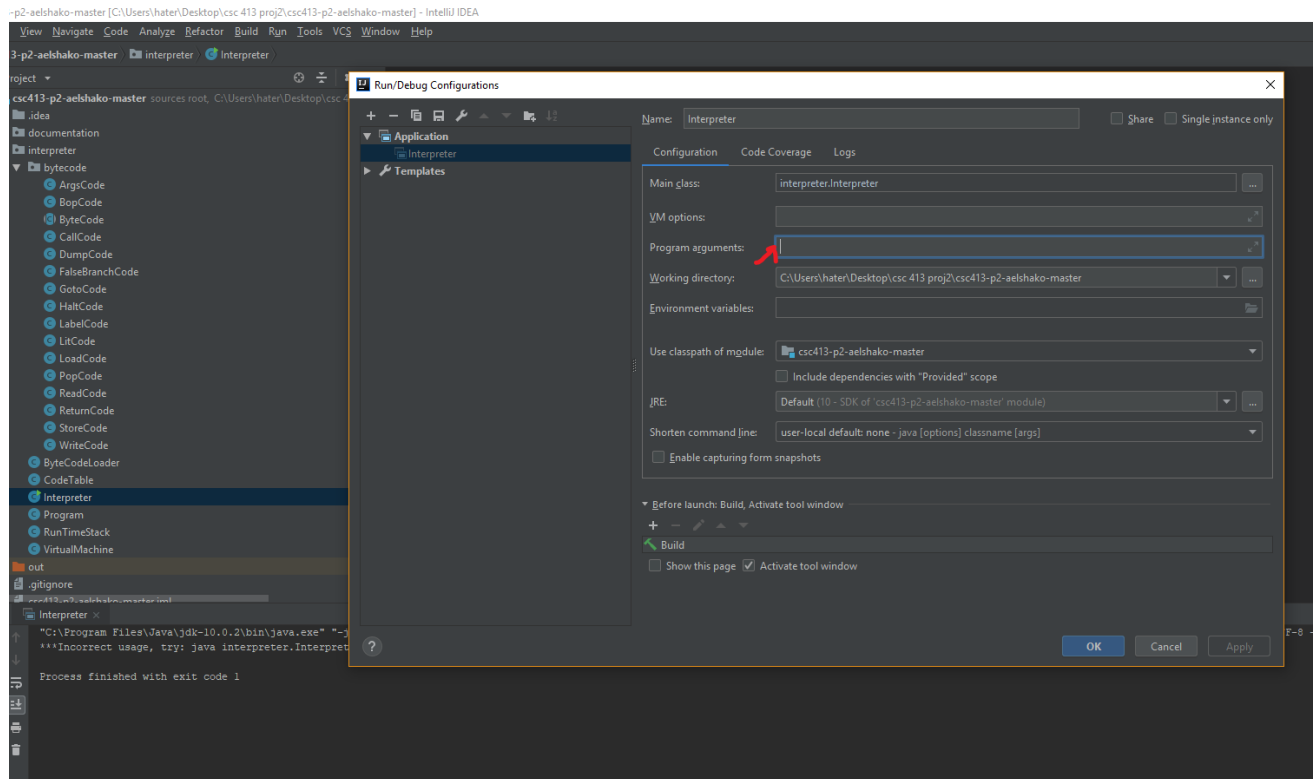 -p2-aelshako-master [C:\Users\hater\Desktop\csc 413 proj2\csc413-p2-aelshako-master] - IntelliJ IDEA
View Navigate Code Analyze Refactor Build Run Tools VCS Window Help
3-p2-aelshako-master interpreter Interpreter
roject
csc413-p2-aelshako-master sources root, C:\Users\hater\Desktop\csc 4
.idea
documentation
interpreter
bytecode
ArgsCode
BopCode
ByteCode
CallCode
DumpCode
FalseBranchCode
GotoCode
HaltCode
LabelCode
LitCode
LoadCode
PopCode
ReadCode
ReturnCode
StoreCode
WriteCode
ByteCodeLoader
CodeTable
Interpreter
Program
RunTimeStack
VirtualMachine
out
.gitignore
csc413-p2-aelshako-master.iml
Run/Debug Configurations
Application
Interpreter
Templates
Name: Interpreter
Share Single instance only
Configuration Code Coverage Logs
Main class: interpreter.Interpreter
VM options:
Program arguments:
Working directory: C:\Users\hater\Desktop\csc 413 proj2\csc413-p2-aelshako-master
Environment variables:
Use classpath of module: csc413-p2-aelshako-master
Include dependencies with "Provided" scope
JRE: Default (10 - SDK of 'csc413-p2-aelshako-master' module)
Shorten command line: user-local default: none - java [options] classname [args]
Enable capturing form snapshots
Before launch: Build, Activate tool window
Build
Show this page Activate tool window
? OK Cancel Apply
Interpreter
"C:\Program Files\Java\jdk-10.0.2\bin\java.exe" "-j
F-8 -
***Incorrect usage, try: java interpreter.Interpret
Process finished with exit code 1